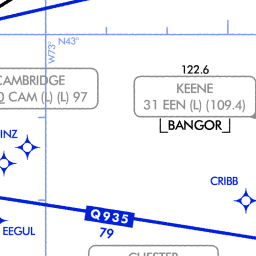 N43°
W73°
CAMBRIDGE
0 CAM (L) (L) 97
122.6
KEENE
31 EEN (L) (109.4)
BANGOR
INZ
CRIBB
Q935
79
EEGUL
CHESTER